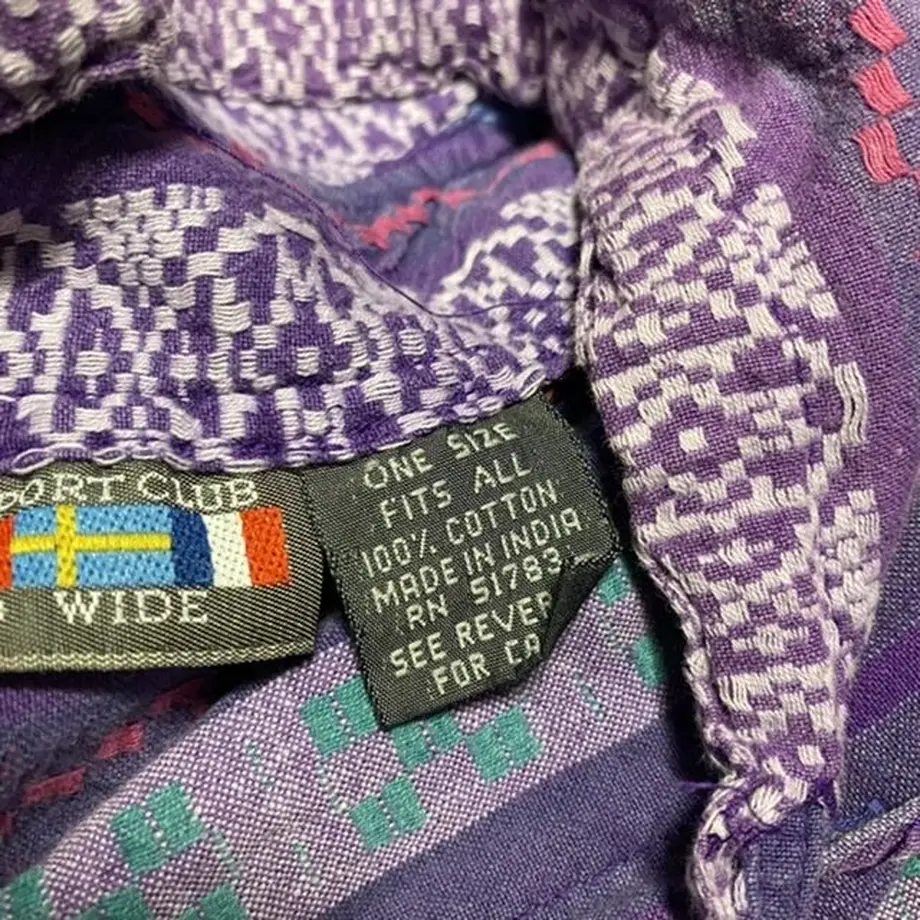 PORT CLUB
WIDE
ONE SIZE
FITS ALL
100% COTTON
MADE IN INDIA
RN 51783
SEE REVER
FOR CA